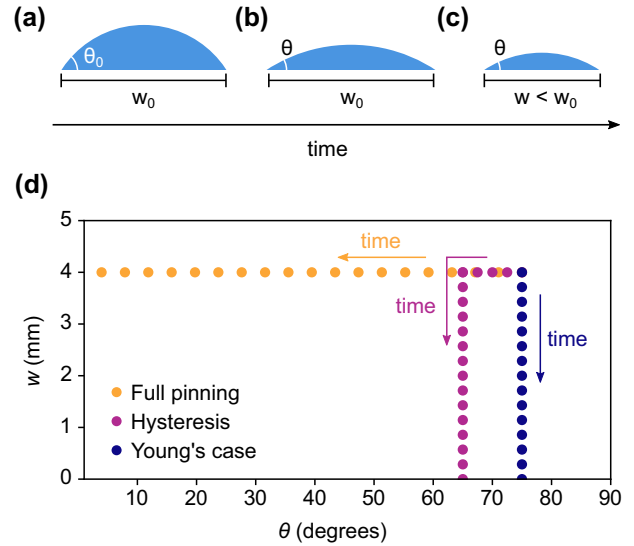 (a) (b) (c)
θ₀ θ θ
w₀ w₀ w < w₀
time
(d)
5
4
3
2
1
0
w (mm)
time
time
time
Full pinning
Hysteresis
Young's case
10 20 30 40 50 60 70 80 90
θ (degrees)